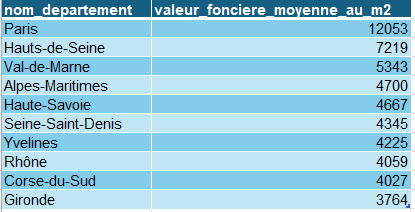 nom_departement valeur_fonciere_moyenne_au_m2
Paris 12053
Hauts-de-Seine 7219
Val-de-Marne 5343
Alpes-Maritimes 4700
Haute-Savoie 4667
Seine-Saint-Denis 4345
Yvelines 4225
Rhône 4059
Corse-du-Sud 4027
Gironde 3764